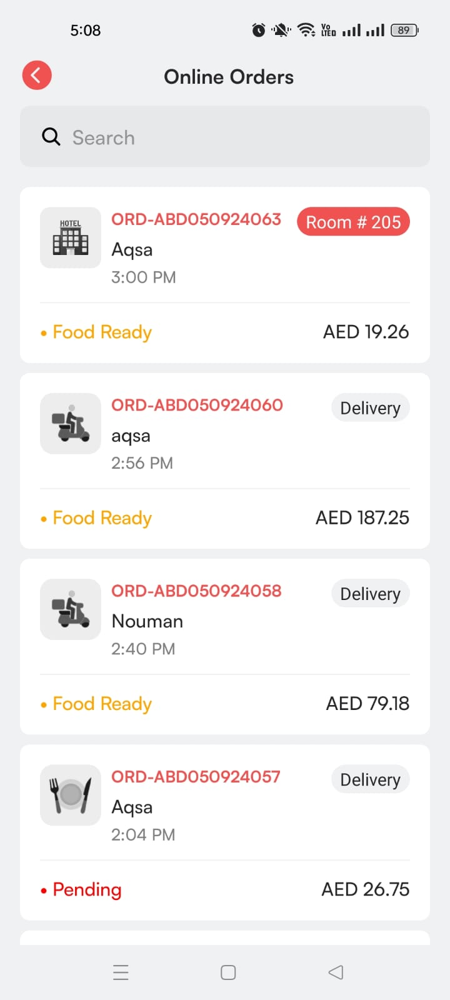 5:08
Vo
LTED
89
Online Orders
Search
HOTEL
ORD-ABD050924063
Room # 205
Aqsa
3:00 PM
• Food Ready
AED 19.26
ORD-ABD050924060
Delivery
aqsa
2:56 PM
• Food Ready
AED 187.25
ORD-ABD050924058
Delivery
Nouman
2:40 PM
• Food Ready
AED 79.18
ORD-ABD050924057
Delivery
Aqsa
2:04 PM
• Pending
AED 26.75